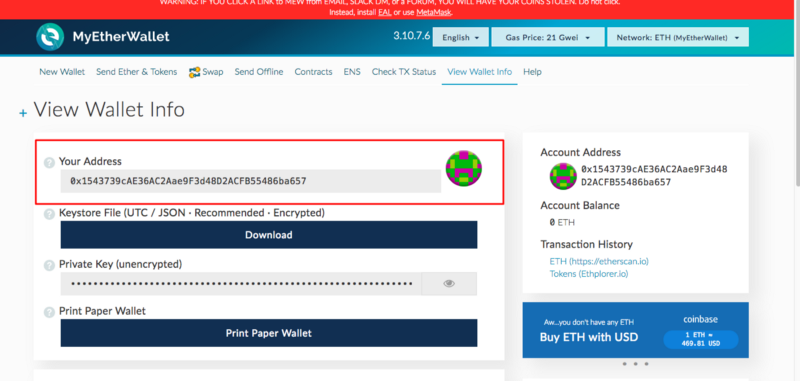 WARNING: IF YOU CLICK A LINK TO MEW from EMAIL, SLACK DM, or a FORUM, YOU WILL HAVE YOUR COINS STOLEN. Do not click.
Instead, install EAL or use MetaMask.
MyEtherWallet
3.10.7.6
English
Gas Price: 21 Gwei
Network: ETH (MyEtherWallet)
New Wallet
Send Ether & Tokens
Swap
Send Offline
Contracts
ENS
Check TX Status
View Wallet Info
Help
+ View Wallet Info
? Your Address
0x1543739cAE36AC2Aae9F3d48D2ACFB55486ba657
? Keystore File (UTC / JSON · Recommended · Encrypted)
Download
? Private Key (unencrypted)
? Print Paper Wallet
Print Paper Wallet
Account Address
0x1543739cAE36AC2Aae9F3d48
D2ACFB55486ba657
Account Balance
0 ETH
Transaction History
ETH (https://etherscan.io)
Tokens (Ethplorer.io)
Aw...you don't have any ETH
Buy ETH with USD
coinbase
1 ETH ≈
469.81 USD